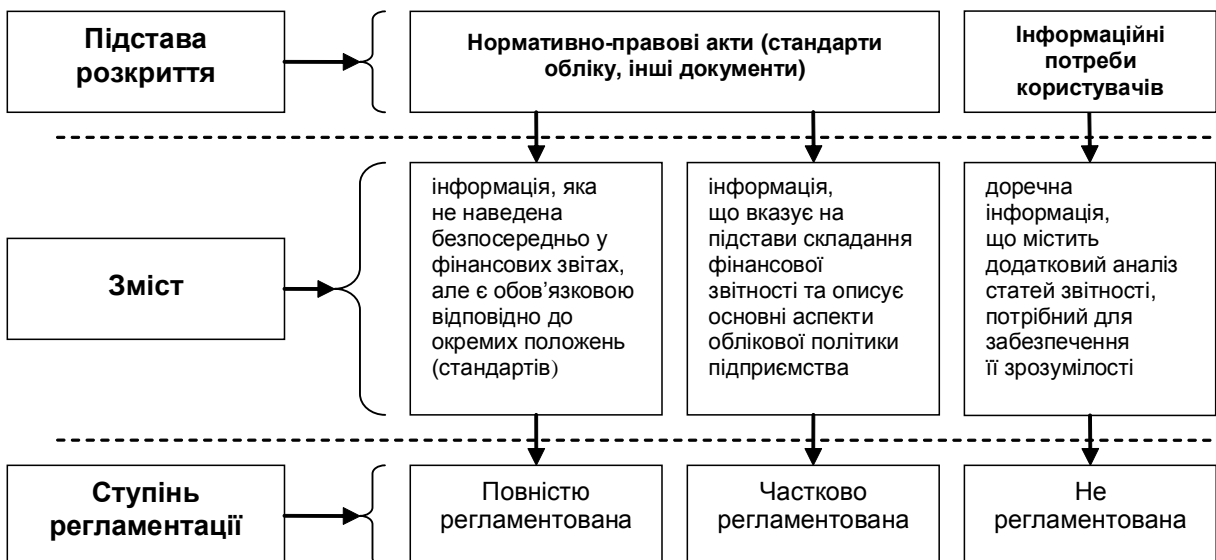 Підстава
розкриття
Нормативно-правові акти (стандарти
обліку, інші документи)
Інформаційні
потреби
користувачів
Зміст
інформація, яка
не наведена
безпосередньо у
фінансових звітах,
але є обов’язковою
відповідно до
окремих положень
(стандартів)
інформація,
що вказує на
підстави складання
фінансової
звітності та описує
основні аспекти
облікової політики
підприємства
доречна
інформація,
що містить
додатковий аналіз
статей звітності,
потрібний для
забезпечення
її зрозумілості
Ступінь
регламентації
Повністю
регламентована
Частково
регламентована
Не
регламентована